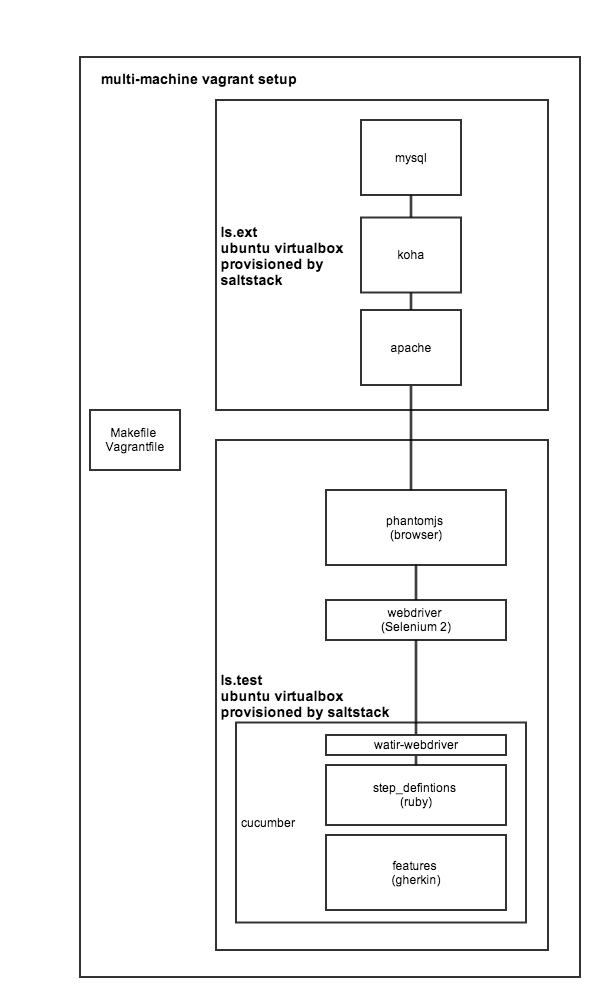 multi-machine vagrant setup
mysql
ls.ext
ubuntu virtualbox
provisioned by
saltstack
koha
apache
Makefile
Vagrantfile
phantomjs
(browser)
webdriver
(Selenium 2)
ls.test
ubuntu virtualbox
provisioned by saltstack
watir-webdriver
step_defintions
(ruby)
cucumber
features
(gherkin)